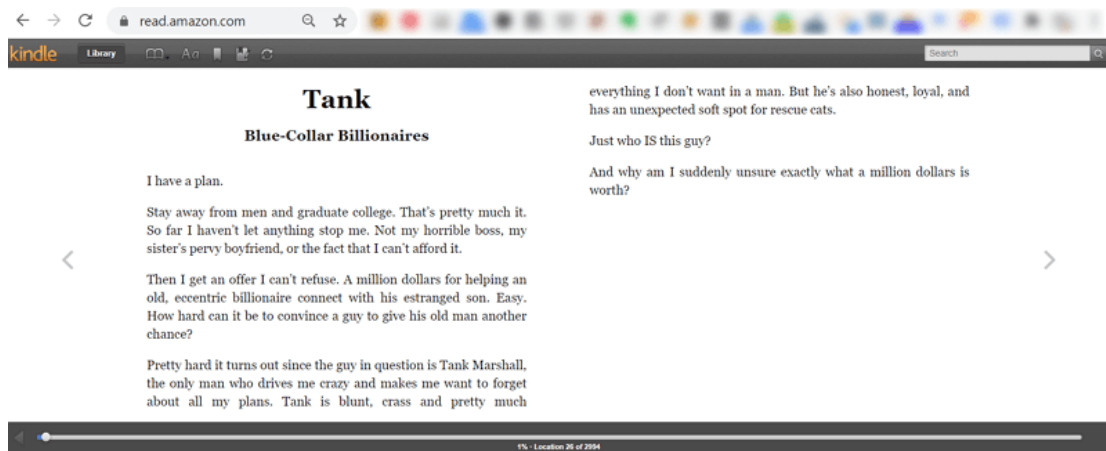 read.amazon.com
kindle
Library
Aa
Search
Tank
Blue-Collar Billionaires
I have a plan.
Stay away from men and graduate college. That's pretty much it.
So far I haven't let anything stop me. Not my horrible boss, my
sister's pervy boyfriend, or the fact that I can't afford it.
Then I get an offer I can't refuse. A million dollars for helping an
old, eccentric billionaire connect with his estranged son. Easy.
How hard can it be to convince a guy to give his old man another
chance?
Pretty hard it turns out since the guy in question is Tank Marshall,
the only man who drives me crazy and makes me want to forget
about all my plans. Tank is blunt, crass and pretty much
everything I don't want in a man. But he's also honest, loyal, and
has an unexpected soft spot for rescue cats.
Just who IS this guy?
And why am I suddenly unsure exactly what a million dollars is
worth?
1% - Location 26 of 2994